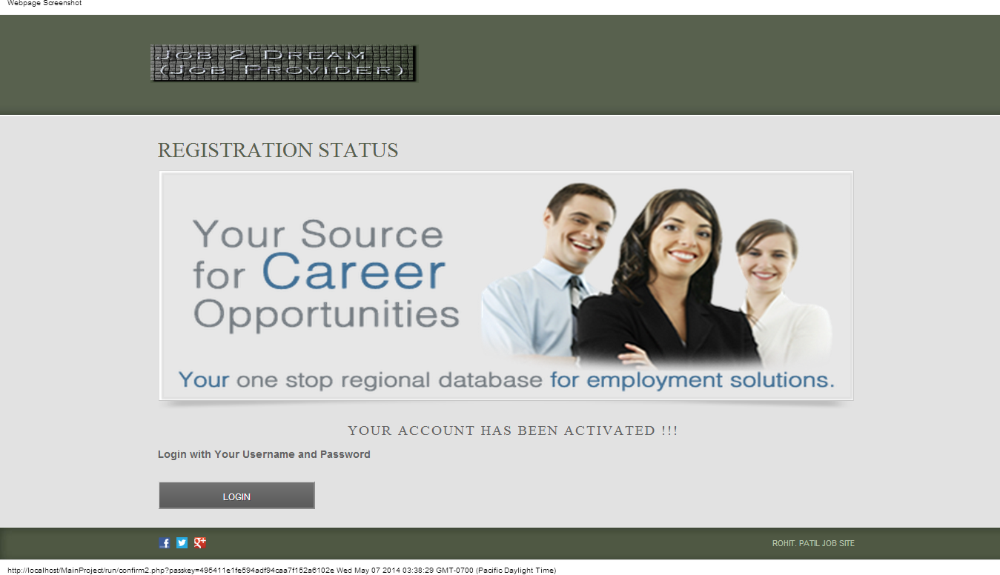 Webpage Screenshot
Job 2 Dream
(Job Provider)
REGISTRATION STATUS
Your Source
for Career
Opportunities
Your one stop regional database for employment solutions.
YOUR ACCOUNT HAS BEEN ACTIVATED !!!
Login with Your Username and Password
LOGIN
ROHIT. PATIL JOB SITE
http://localhost/MainProject/run/confirm2.php?passkey=495411e1fe594adf94caa7f152a6102e Wed May 07 2014 03:38:29 GMT-0700 (Pacific Daylight Time)